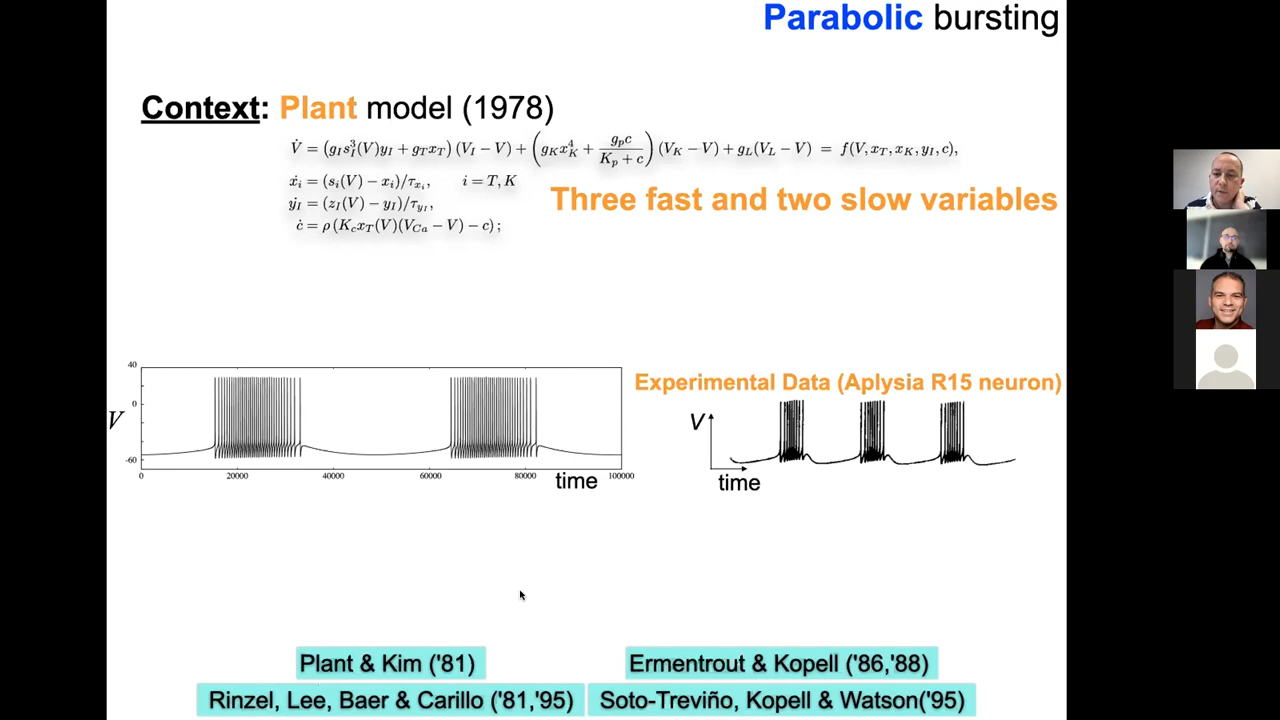 Parabolic bursting
Context: Plant model (1978)
V̇ = (g_I s_I^3(V)y_I + g_T x_T) (V_I − V) + (g_K x_K^4 + g_p c / (K_p + c)) (V_K − V) + g_L(V_L − V) = f(V, x_T, x_K, y_I, c),
ẋ_i = (s_i(V) − x_i)/τ_{x_i}, i = T, K
ẏ_I = (z_I(V) − y_I)/τ_{y_I},
ċ = ρ (K_c x_T(V)(V_{Ca} − V) − c) ;
Three fast and two slow variables
40
0
-60
V
0 20000 40000 60000 80000 100000
time
Experimental Data (Aplysia R15 neuron)
V
time
Plant & Kim ('81)
Ermentrout & Kopell ('86,'88)
Rinzel, Lee, Baer & Carillo ('81,'95)
Soto-Treviño, Kopell & Watson('95)